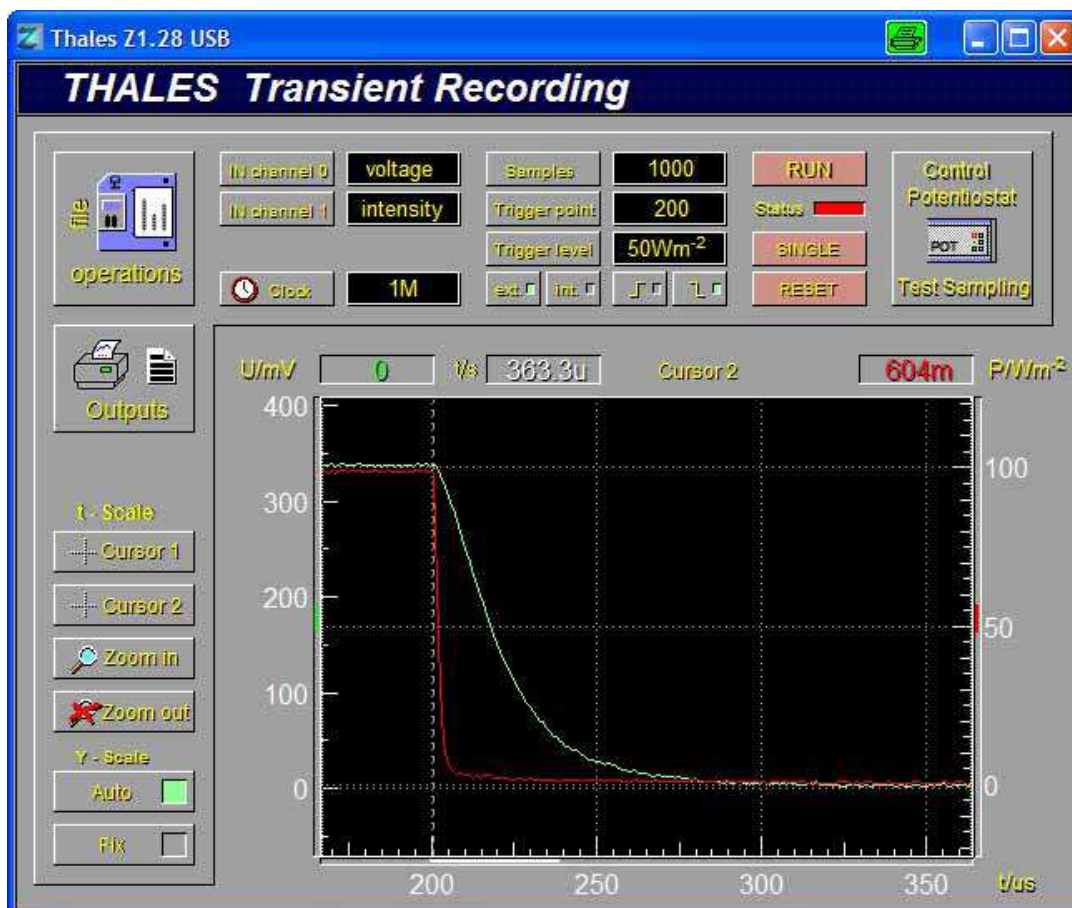 Thales Z1.28 USB
THALES Transient Recording
file
operations
IN channel 0
voltage
IN channel 1
intensity
Clock
1M
Samples
1000
Trigger point
200
Trigger level
50Wm-2
ext.
int.
RUN
Status
SINGLE
RESET
Control
Potentiostat
POT
Test Sampling
Outputs
U/mV
0
t/s
363.3u
Cursor 2
604m
P/Wm-2
t - Scale
Cursor 1
Cursor 2
Zoom in
Zoom out
Y - Scale
Auto
Fix
400
300
200
100
0
100
50
0
200
250
300
350
t/us